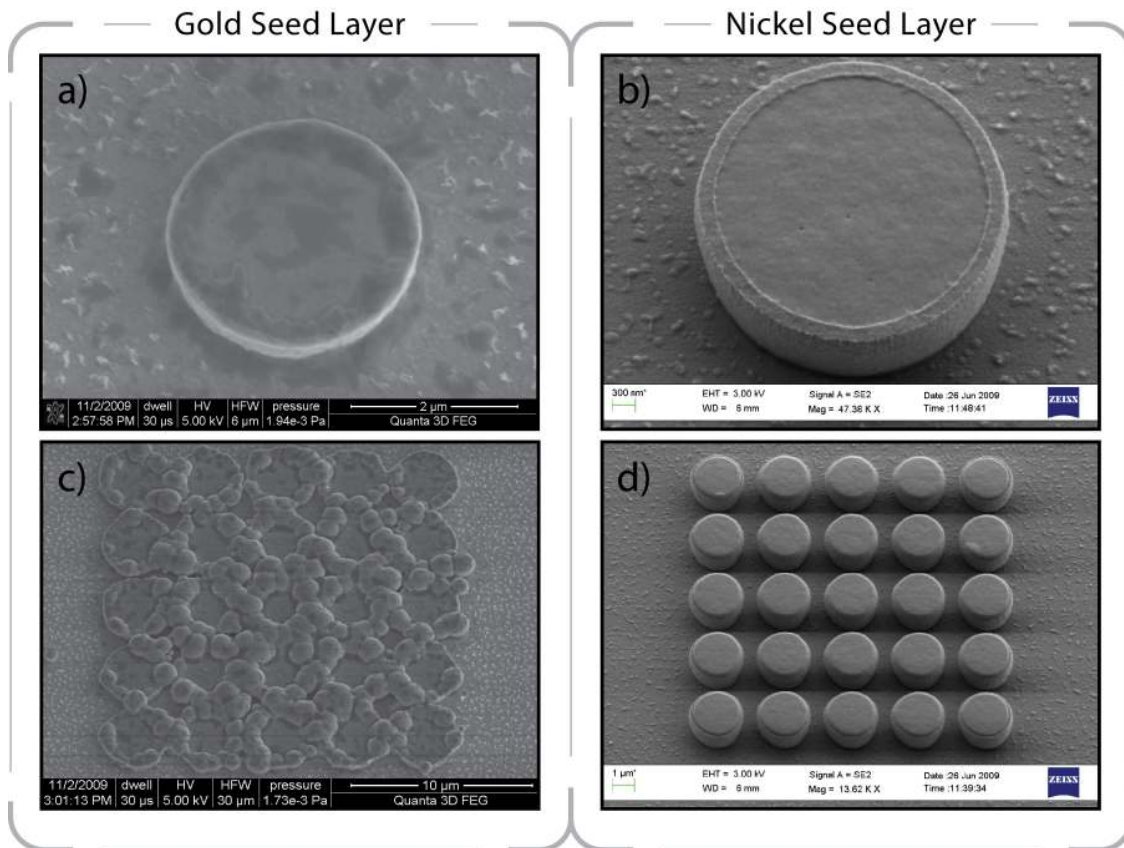 Gold Seed Layer
Nickel Seed Layer
a)
11/2/2009 dwell HV HFW pressure 2 µm
2:57:58 PM 30 µs 5.00 kV 6 µm 1.94e-3 Pa Quanta 3D FEG
b)
300 nm* EHT = 3.00 kV Signal A = SE2 Date :26 Jun 2009 ZEISS
WD = 6 mm Mag = 47.38 K X Time :11:48:41
c)
11/2/2009 dwell HV HFW pressure 10 µm
3:01:13 PM 30 µs 5.00 kV 30 µm 1.73e-3 Pa Quanta 3D FEG
d)
1 µm* EHT = 3.00 kV Signal A = SE2 Date :26 Jun 2009 ZEISS
WD = 6 mm Mag = 13.62 K X Time :11:39:34